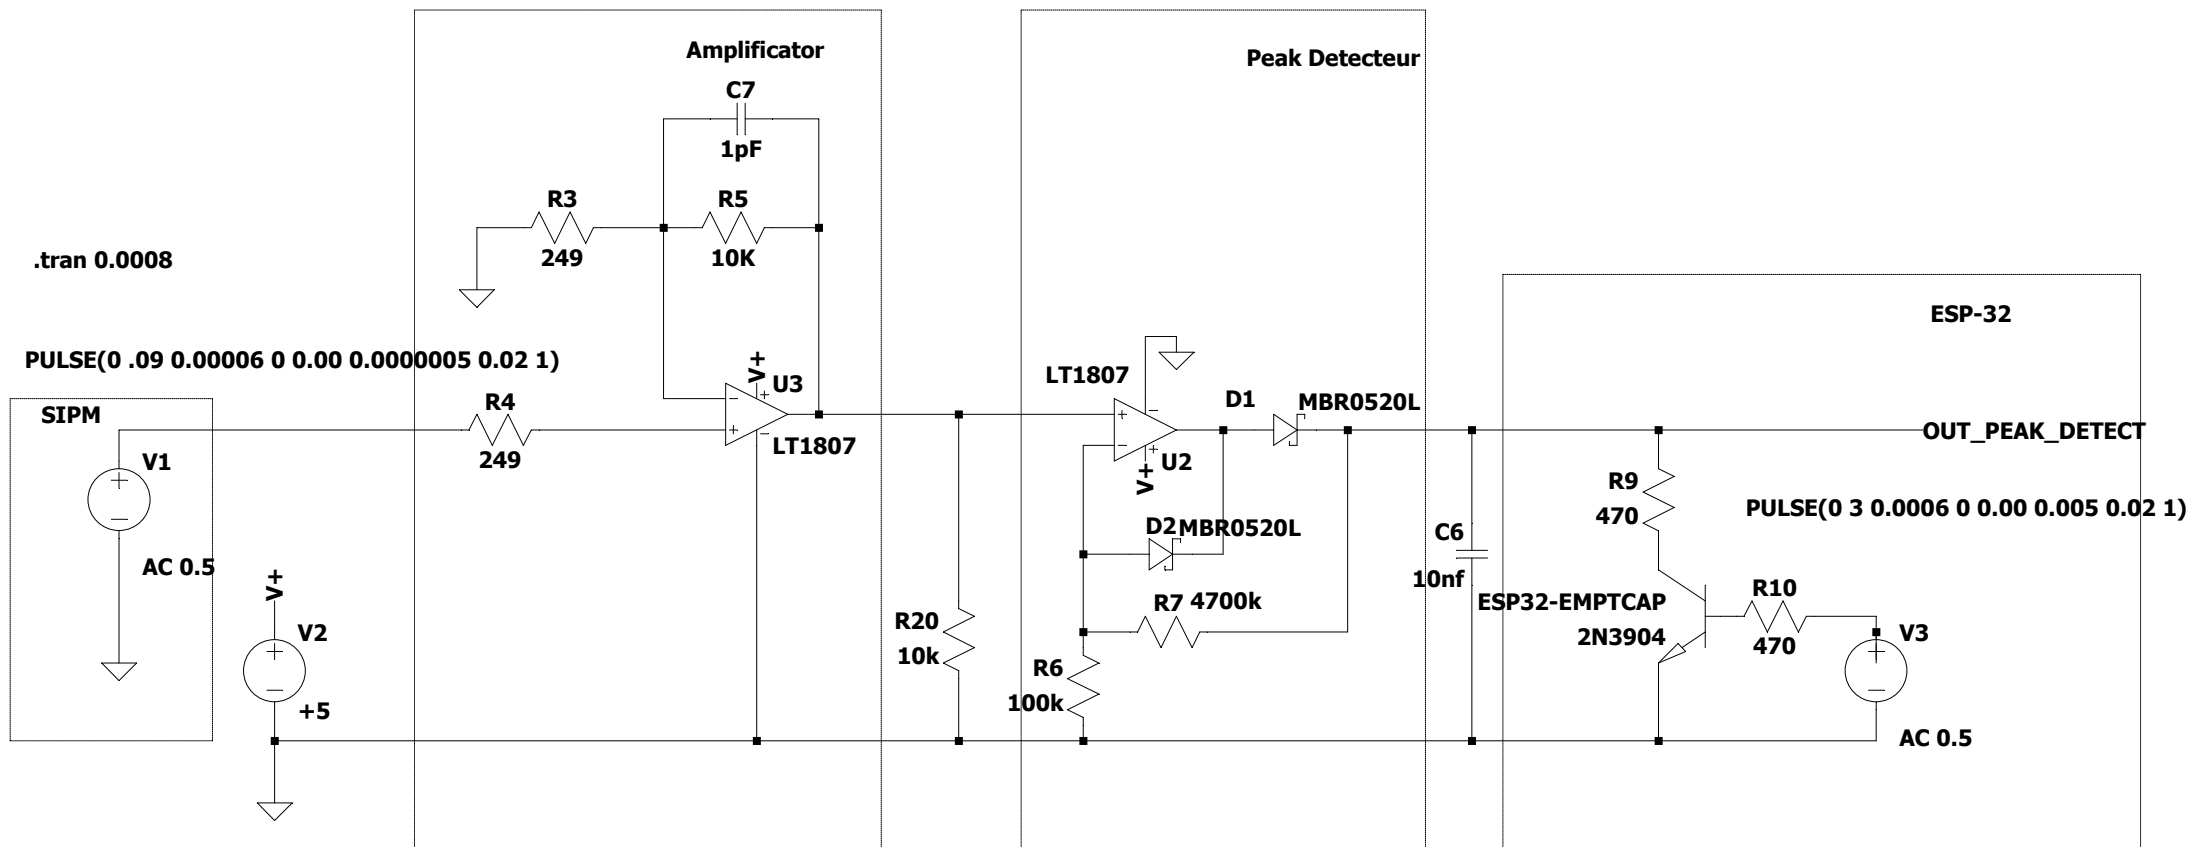 Amplificator
Peak Detecteur
C7
1pF
R3
249
R5
10K
.tran 0.0008
ESP-32
PULSE(0 .09 0.00006 0 0.00 0.0000005 0.02 1)
SIPM
V1
AC 0.5
R4
249
V+
U3
LT1807
LT1807
V+
U2
D1
MBR0520L
D2
MBR0520L
OUT_PEAK_DETECT
R9
470
PULSE(0 3 0.0006 0 0.00 0.005 0.02 1)
C6
10nf
ESP32-EMPTCAP
2N3904
R10
470
V3
AC 0.5
V+
V2
+5
R20
10k
R7
4700k
R6
100k